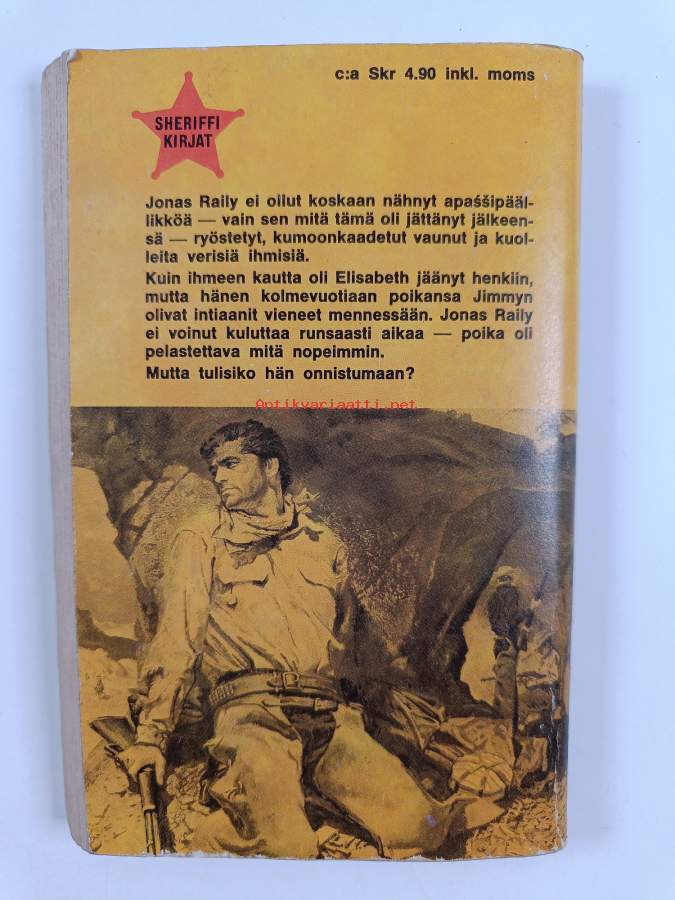 c:a Skr 4.90 inkl. moms
SHERIFFI
KIRJAT
Jonas Raily ei oilut koskaan nähnyt apaššipääl-
likköä — vain sen mitä tämä oli jättänyt jälkeen-
sä — ryöstetyt, kumoonkaadetut vaunut ja kuol-
leita verisiä ihmisiä.
Kuin ihmeen kautta oli Elisabeth jäänyt henkiin,
mutta hänen kolmevuotiaan poikansa Jimmyn
olivat intiaanit vieneet mennessään. Jonas Raily
ei voinut kuluttaa runsaasti aikaa — poika oli
pelastettava mitä nopeimmin.
Mutta tulisiko hän onnistumaan?
Antikvariaatti.net